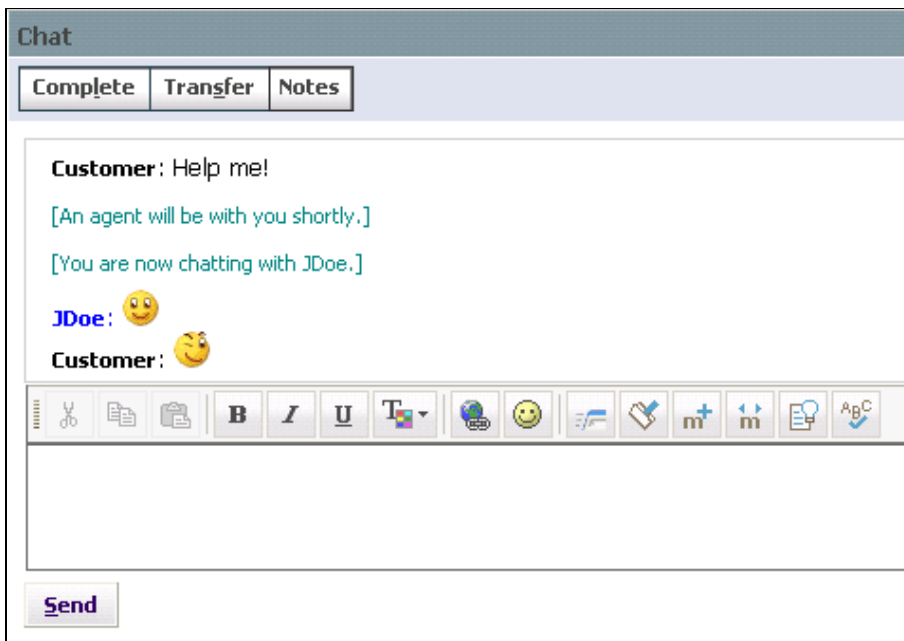 Chat
Complete Transfer Notes
Customer: Help me!
[An agent will be with you shortly.]
[You are now chatting with JDoe.]
JDoe:
Customer:
B I U T m m ABC
Send